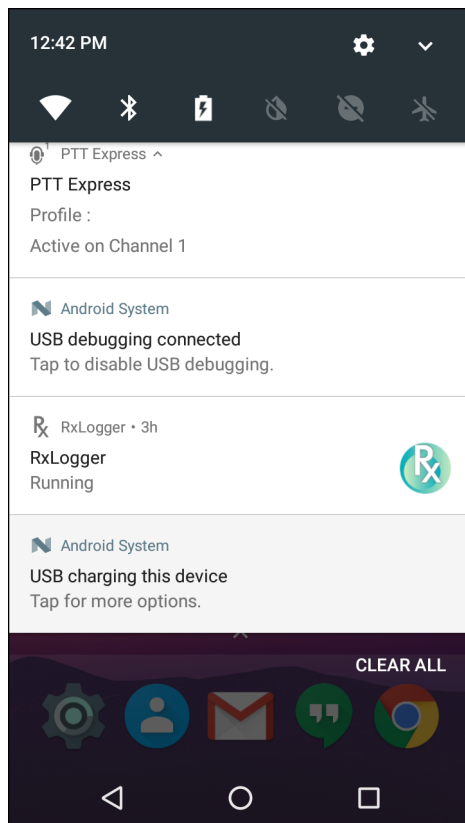 12:42 PM
1
PTT Express
PTT Express
Profile :
Active on Channel 1
Android System
USB debugging connected
Tap to disable USB debugging.
RxLogger • 3h
RxLogger
Running
Android System
USB charging this device
Tap for more options.
CLEAR ALL